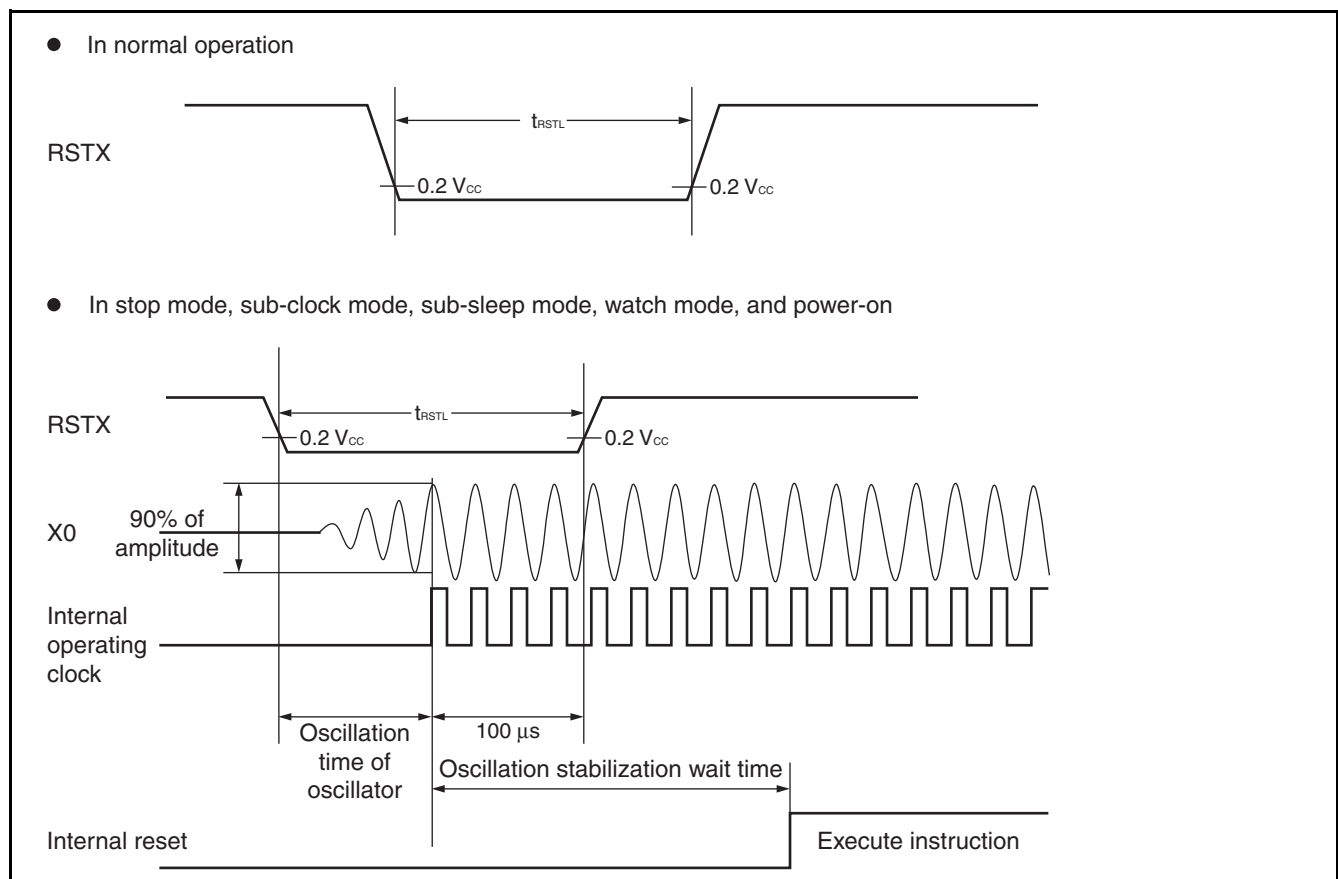 ● In normal operation
RSTX
tRSTL
0.2 VCC
0.2 VCC
● In stop mode, sub-clock mode, sub-sleep mode, watch mode, and power-on
RSTX
tRSTL
0.2 VCC
0.2 VCC
X0
90% of
amplitude
Internal
operating
clock
Oscillation
time of
oscillator
100 μs
Oscillation stabilization wait time
Internal reset
Execute instruction